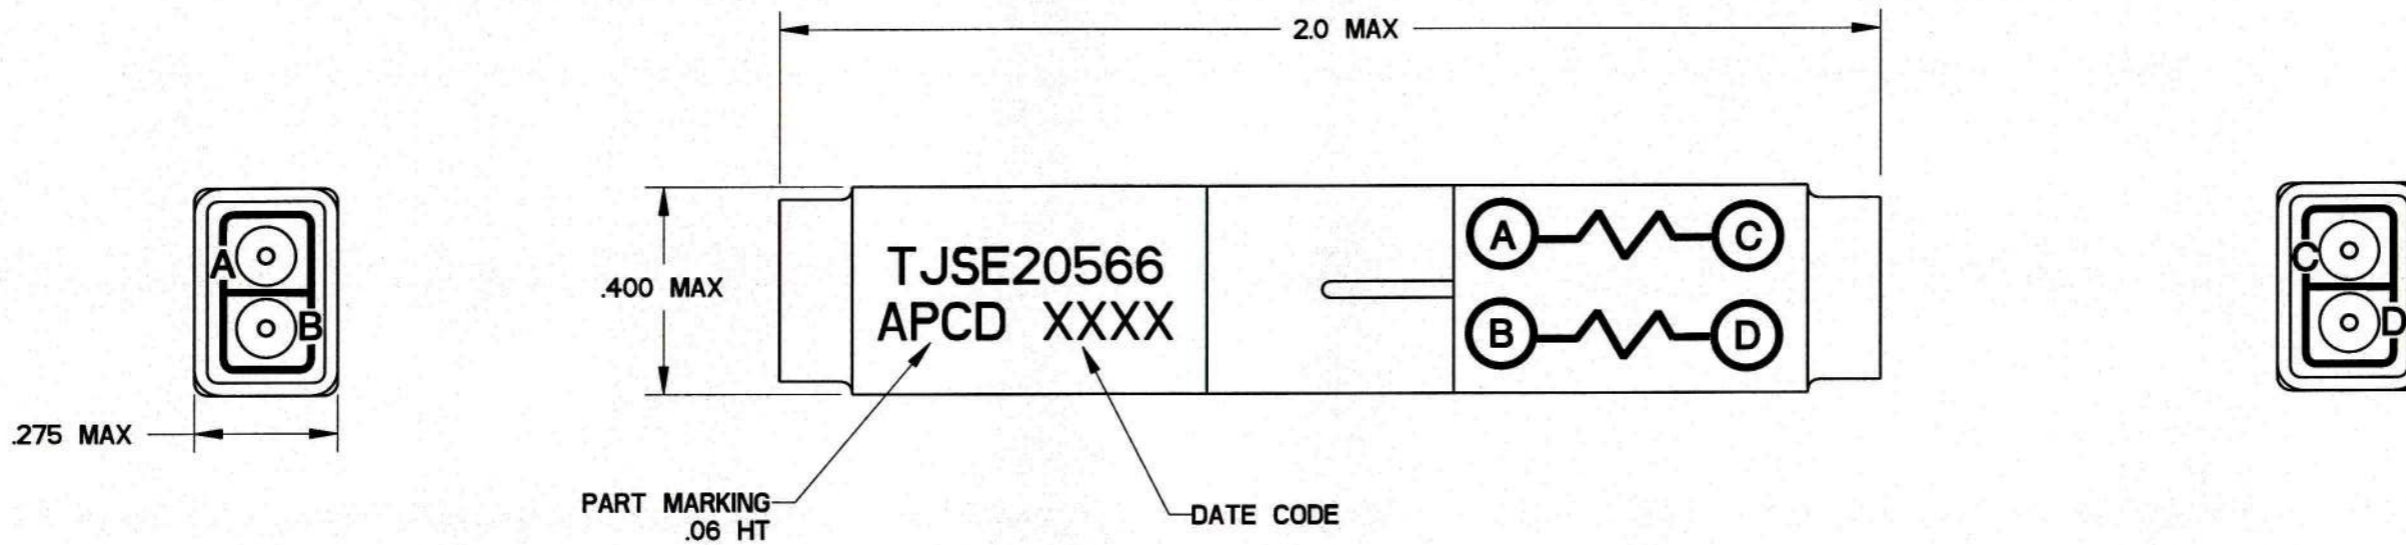 2.0 MAX
A
B
.275 MAX
.400 MAX
TJSE20566
APCD XXXX
PART MARKING
.06 HT
DATE CODE
A C
B D
C
D